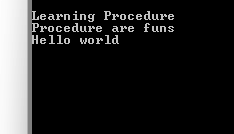 Learning Procedure
Procedure are funs
Hello world